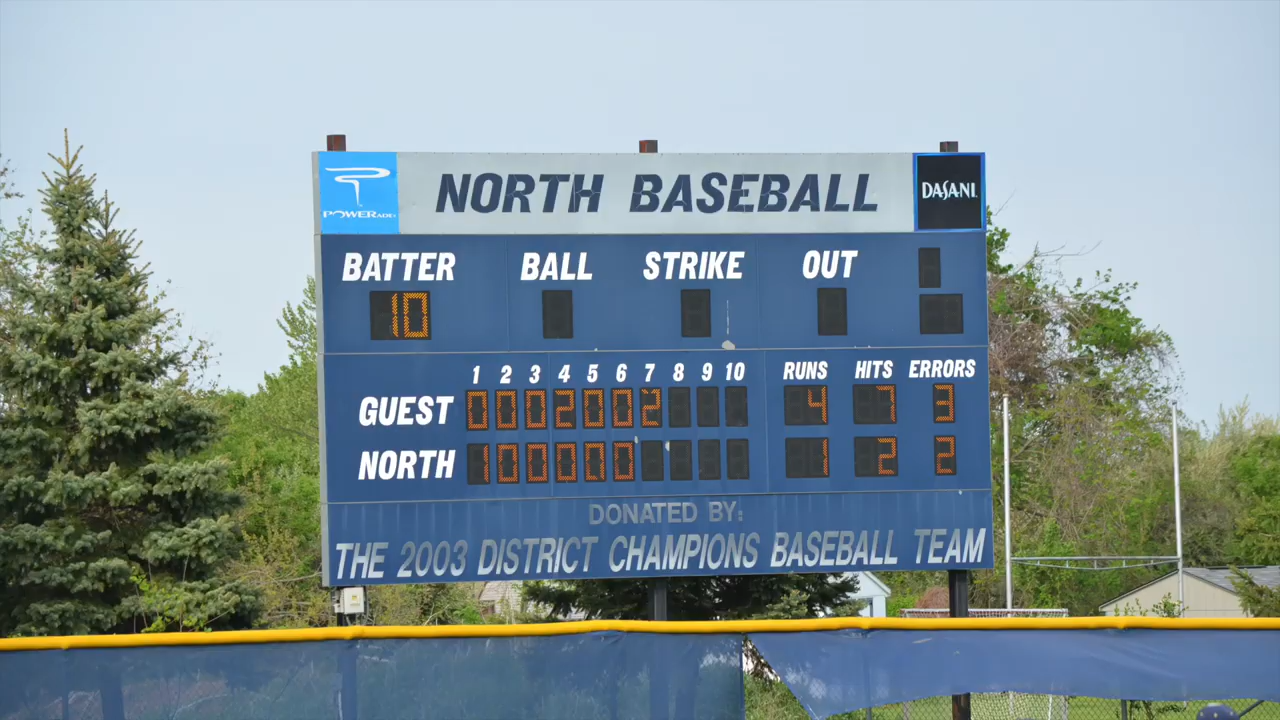 POWERADE
NORTH BASEBALL
DASANI
BATTER BALL STRIKE OUT
10
1 2 3 4 5 6 7 8 9 10 RUNS HITS ERRORS
GUEST 0 0 0 2 0 0 2 4 7 3
NORTH 1 0 0 0 0 0 1 2 2
DONATED BY:
THE 2003 DISTRICT CHAMPIONS BASEBALL TEAM